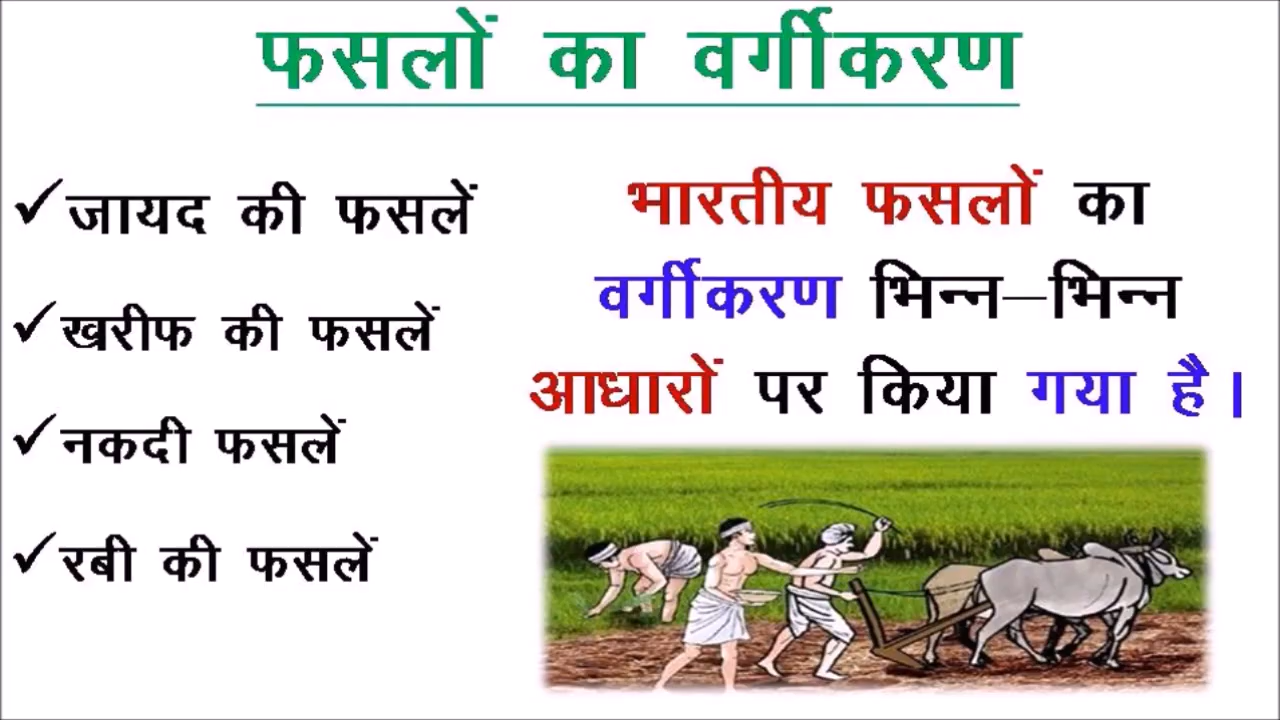 फसलों का वर्गीकरण
✓जायद की फसलें
✓खरीफ की फसलें
✓नकदी फसलें
✓रबी की फसलें
भारतीय फसलों का
वर्गीकरण भिन्न–भिन्न
आधारों पर किया गया है।